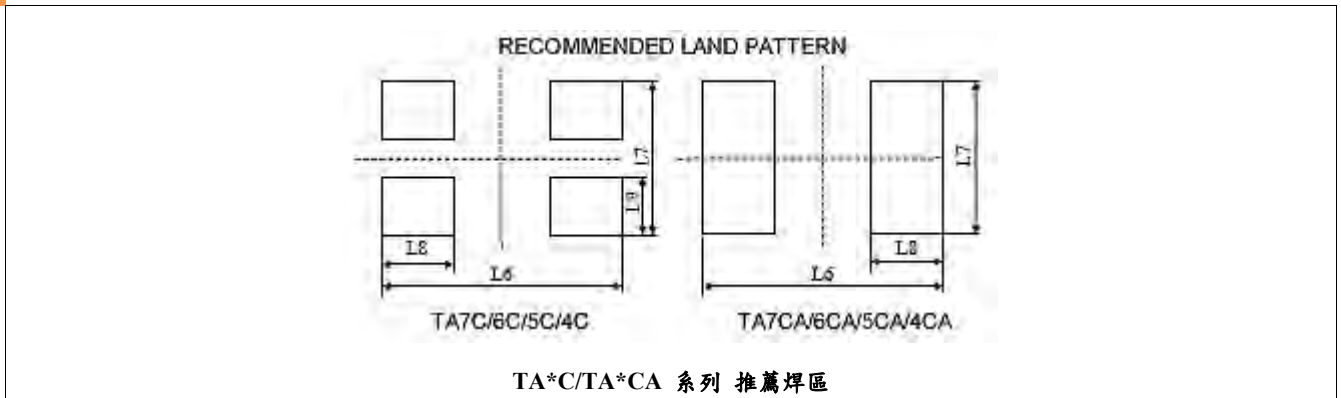 RECOMMENDED LAND PATTERN
L7
L9
L8
L6
TA7C/6C/5C/4C
L7
L8
L6
TA7CA/6CA/5CA/4CA
TA*C/TA*CA 系列 推薦焊區